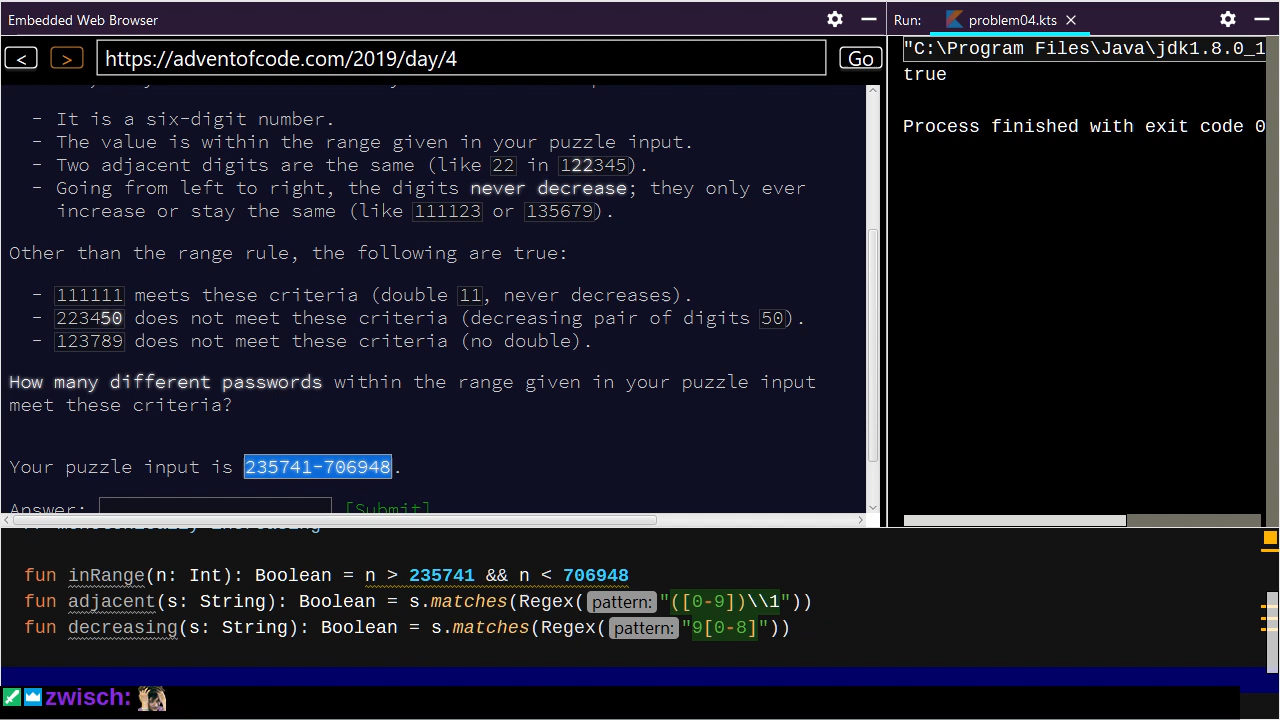 Embedded Web Browser
Run: problem04.kts
< > https://adventofcode.com/2019/day/4 Go
"C:\Program Files\Java\jdk1.8.0_1
true
Process finished with exit code 0
- It is a six-digit number.
- The value is within the range given in your puzzle input.
- Two adjacent digits are the same (like 22 in 122345).
- Going from left to right, the digits never decrease; they only ever
increase or stay the same (like 111123 or 135679).
Other than the range rule, the following are true:
- 111111 meets these criteria (double 11, never decreases).
- 223450 does not meet these criteria (decreasing pair of digits 50).
- 123789 does not meet these criteria (no double).
How many different passwords within the range given in your puzzle input
meet these criteria?
Your puzzle input is 235741-706948.
Answer: [Submit]
fun inRange(n: Int): Boolean = n > 235741 && n < 706948
fun adjacent(s: String): Boolean = s.matches(Regex( pattern: "([0-9])\\1"))
fun decreasing(s: String): Boolean = s.matches(Regex( pattern: "9[0-8]"))
zwisch: